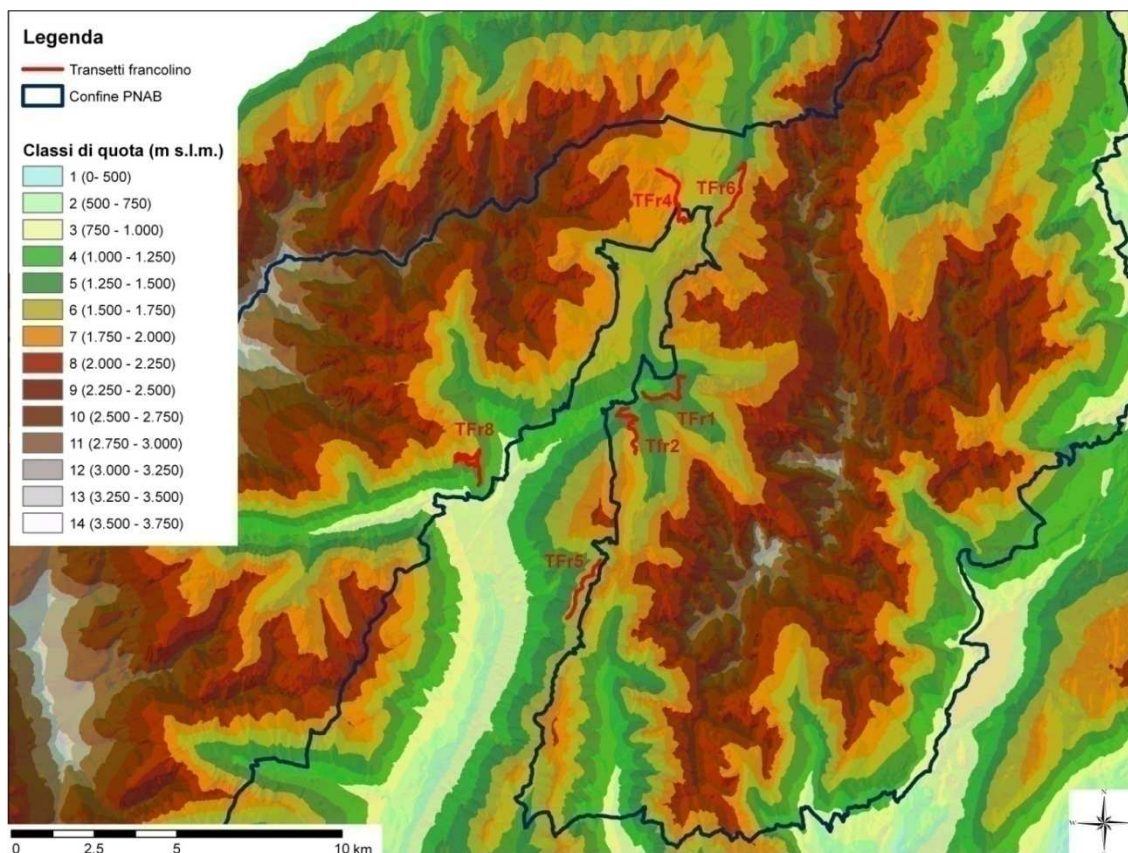 Legenda
Transetti francolino
Confine PNAB
Classi di quota (m s.l.m.)
1 (0- 500)
2 (500 - 750)
3 (750 - 1.000)
4 (1.000 - 1.250)
5 (1.250 - 1.500)
6 (1.500 - 1.750)
7 (1.750 - 2.000)
8 (2.000 - 2.250)
9 (2.250 - 2.500)
10 (2.500 - 2.750)
11 (2.750 - 3.000)
12 (3.000 - 3.250)
13 (3.250 - 3.500)
14 (3.500 - 3.750)
TFr4
TFr6
TFr1
Tfr2
TFr8
TFr5
0 2.5 5 10 km
N
W